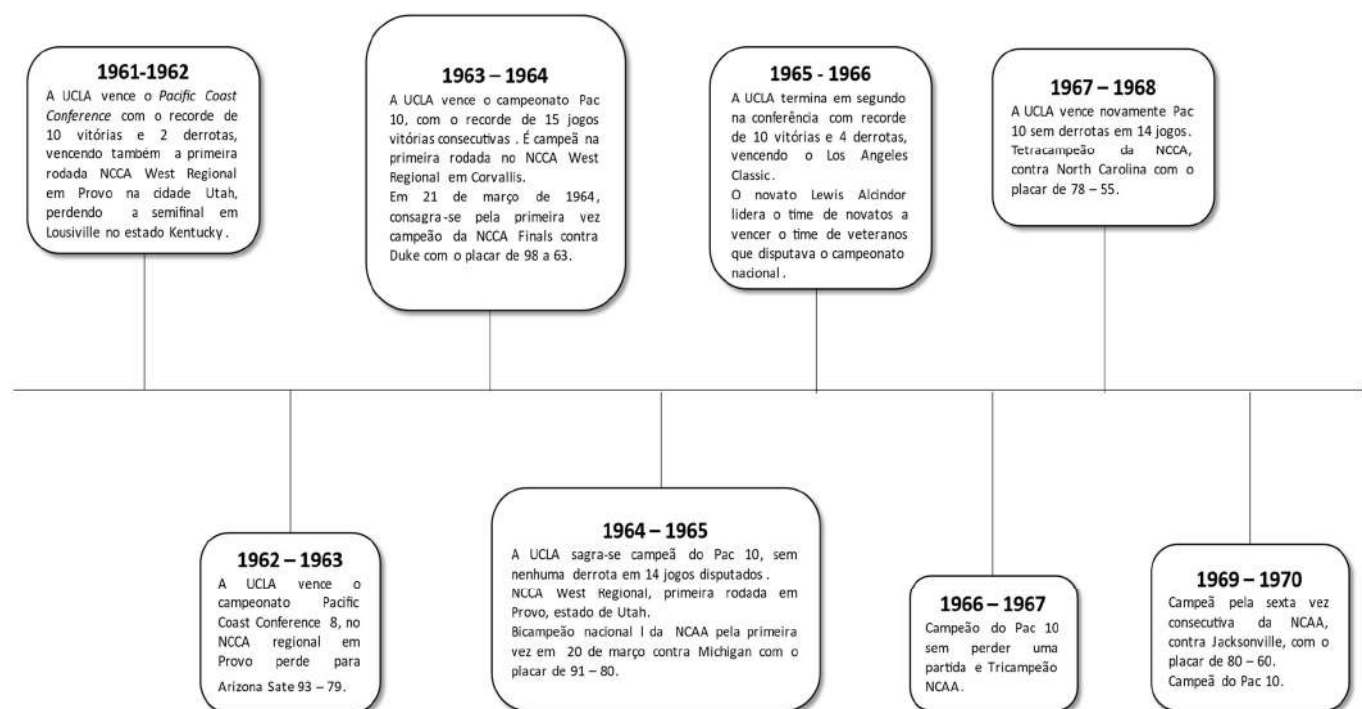 1961-1962
A UCLA vence o Pacific Coast
Conference com o recorde de
10 vitórias e 2 derrotas,
vencendo também a primeira
rodada NCCA West Regional
em Provo na cidade Utah,
perdendo a semifinal em
Lousiville no estado Kentucky.
1963 – 1964
A UCLA vence o campeonato Pac
10, com o recorde de 15 jogos
vitórias consecutivas . É campeã na
primeira rodada no NCCA West
Regional em Corvallis.
Em 21 de março de 1964,
consagra-se pela primeira vez
campeão da NCCA Finals contra
Duke com o placar de 98 a 63.
1965 - 1966
A UCLA termina em segundo
na conferência com recorde
de 10 vitórias e 4 derrotas,
vencendo o Los Angeles
Classic.
O novato Lewis Alcindor
lidera o time de novatos a
vencer o time de veteranos
que disputava o campeonato
nacional.
1967 – 1968
A UCLA vence novamente Pac
10 sem derrotas em 14 jogos.
Tetracampeão da NCCA,
contra North Carolina com o
placar de 78 – 55.
1962 – 1963
A UCLA vence o
campeonato Pacific
Coast Conference 8, no
NCCA regional em
Provo perde para
Arizona Sate 93 – 79.
1964 – 1965
A UCLA sagra-se campeã do Pac 10, sem
nenhuma derrota em 14 jogos disputados.
NCCA West Regional, primeira rodada em
Provo, estado de Utah.
Bicampeão nacional l da NCAA pela primeira
vez em 20 de março contra Michigan com o
placar de 91 – 80.
1966 – 1967
Campeão do Pac 10
sem perder uma
partida e Tricampeão
NCAA.
1969 – 1970
Campeã pela sexta vez
consecutiva da NCAA,
contra Jacksonville, com o
placar de 80 – 60.
Campeã do Pac 10.